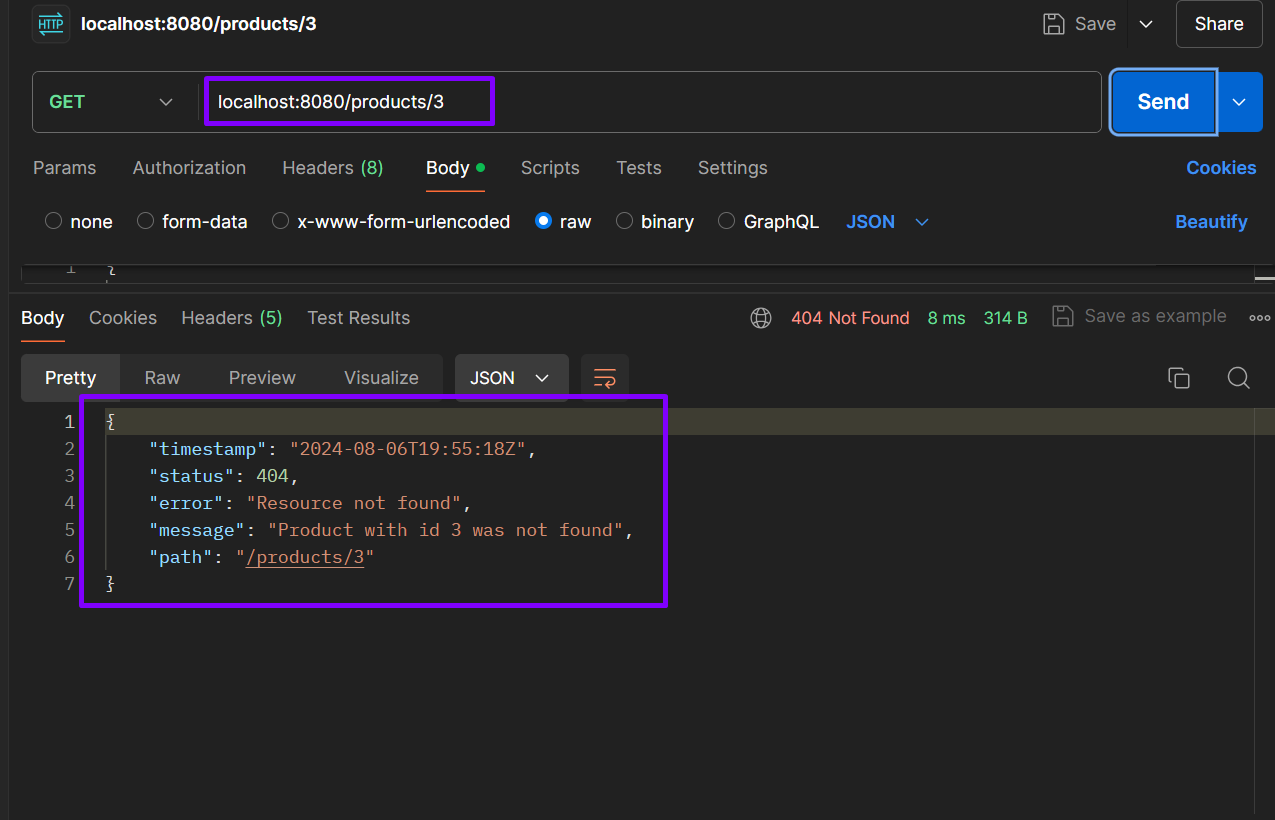 HTTP localhost:8080/products/3 Save Share
GET localhost:8080/products/3 Send
Params Authorization Headers (8) Body Scripts Tests Settings Cookies
none form-data x-www-form-urlencoded raw binary GraphQL JSON Beautify
1 {
Body Cookies Headers (5) Test Results 404 Not Found 8 ms 314 B Save as example
Pretty Raw Preview Visualize JSON
1 {
2 "timestamp": "2024-08-06T19:55:18Z",
3 "status": 404,
4 "error": "Resource not found",
5 "message": "Product with id 3 was not found",
6 "path": "/products/3"
7 }